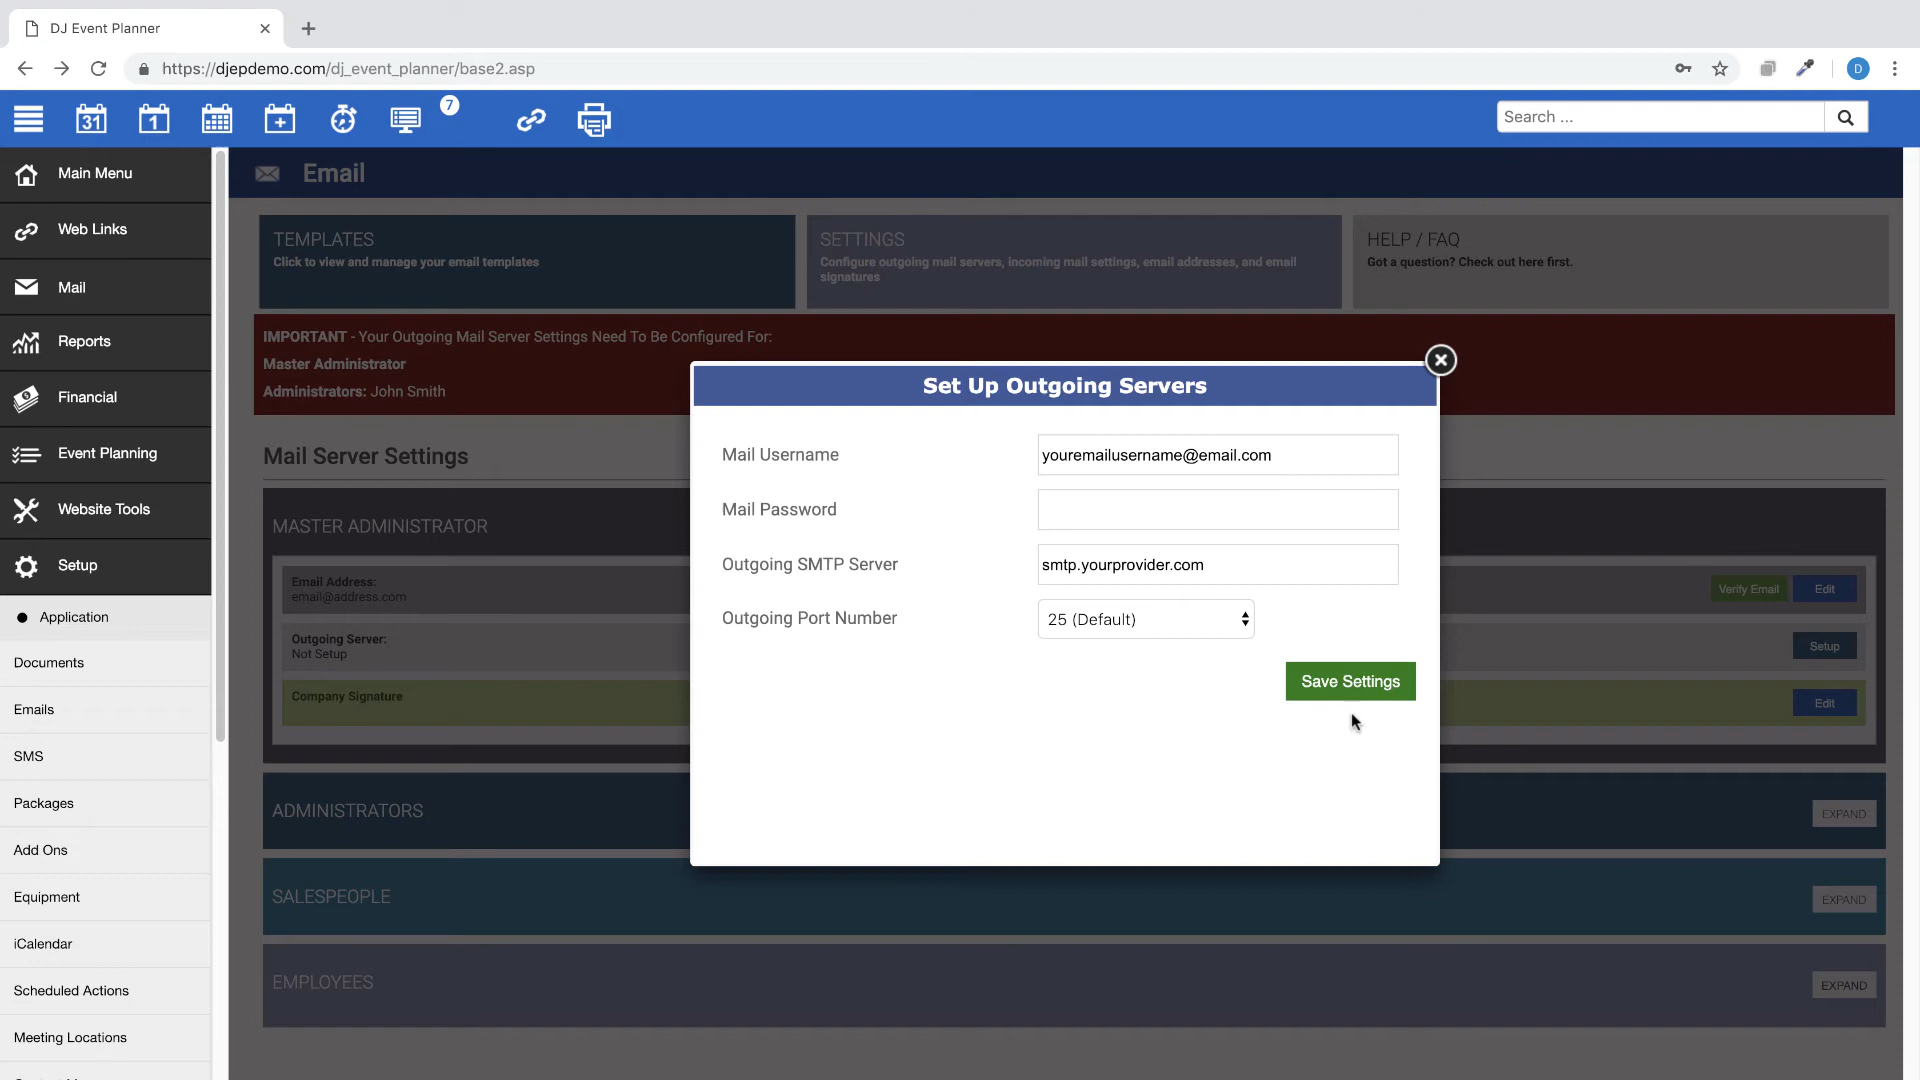 DJ Event Planner
https://djepdemo.com/dj_event_planner/base2.asp
D
31
1
7
Search ...
Main Menu
Web Links
Mail
Reports
Financial
Event Planning
Website Tools
Setup
Application
Documents
Emails
SMS
Packages
Add Ons
Equipment
iCalendar
Scheduled Actions
Meeting Locations
Email
TEMPLATES
Click to view and manage your email templates
SETTINGS
Configure outgoing mail servers, incoming mail settings, email addresses, and email
signatures
HELP / FAQ
Got a question? Check out here first.
IMPORTANT - Your Outgoing Mail Server Settings Need To Be Configured For:
Master Administrator
Administrators: John Smith
Mail Server Settings
MASTER ADMINISTRATOR
Email Address:
email@address.com
Verify Email
Edit
Outgoing Server:
Not Setup
Setup
Company Signature
Edit
ADMINISTRATORS
EXPAND
SALESPEOPLE
EXPAND
EMPLOYEES
EXPAND
Set Up Outgoing Servers
Mail Username
youremailusername@email.com
Mail Password
Outgoing SMTP Server
smtp.yourprovider.com
Outgoing Port Number
25 (Default)
Save Settings